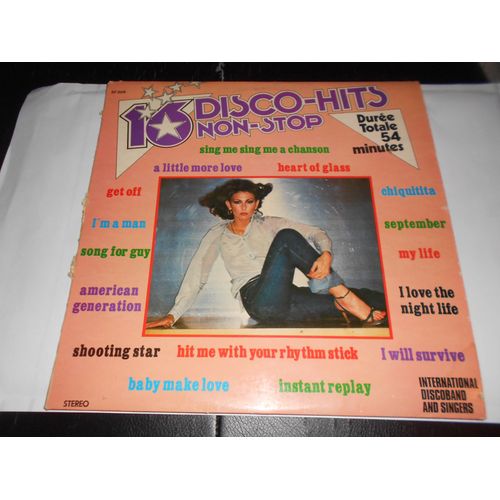 16 DISCO-HITS
NON-STOP
Durée
Totale
54
minutes
sing me sing me a chanson
a little more love
heart of glass
get off
chiquitita
I'm a man
september
song for guy
my life
american
generation
I love the
night life
shooting star
hit me with your rhythm stick
I will survive
baby make love
instant replay
INTERNATIONAL
DISCOBAND
AND SINGERS
STEREO